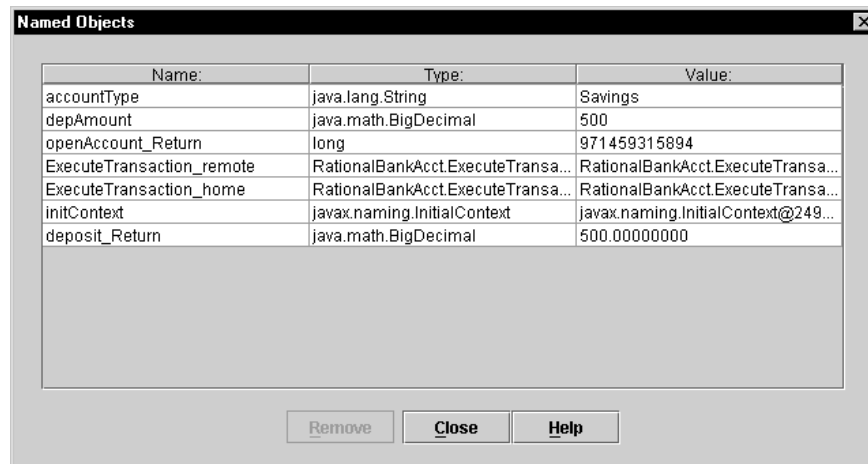 Named Objects
Name: Type: Value:
accountType java.lang.String Savings
depAmount java.math.BigDecimal 500
openAccount_Return long 971459315894
ExecuteTransaction_remote RationalBankAcct.ExecuteTransa... RationalBankAcct.ExecuteTransa...
ExecuteTransaction_home RationalBankAcct.ExecuteTransa... RationalBankAcct.ExecuteTransa...
initContext javax.naming.InitialContext javax.naming.InitialContext@249...
deposit_Return java.math.BigDecimal 500.00000000
Remove Close Help